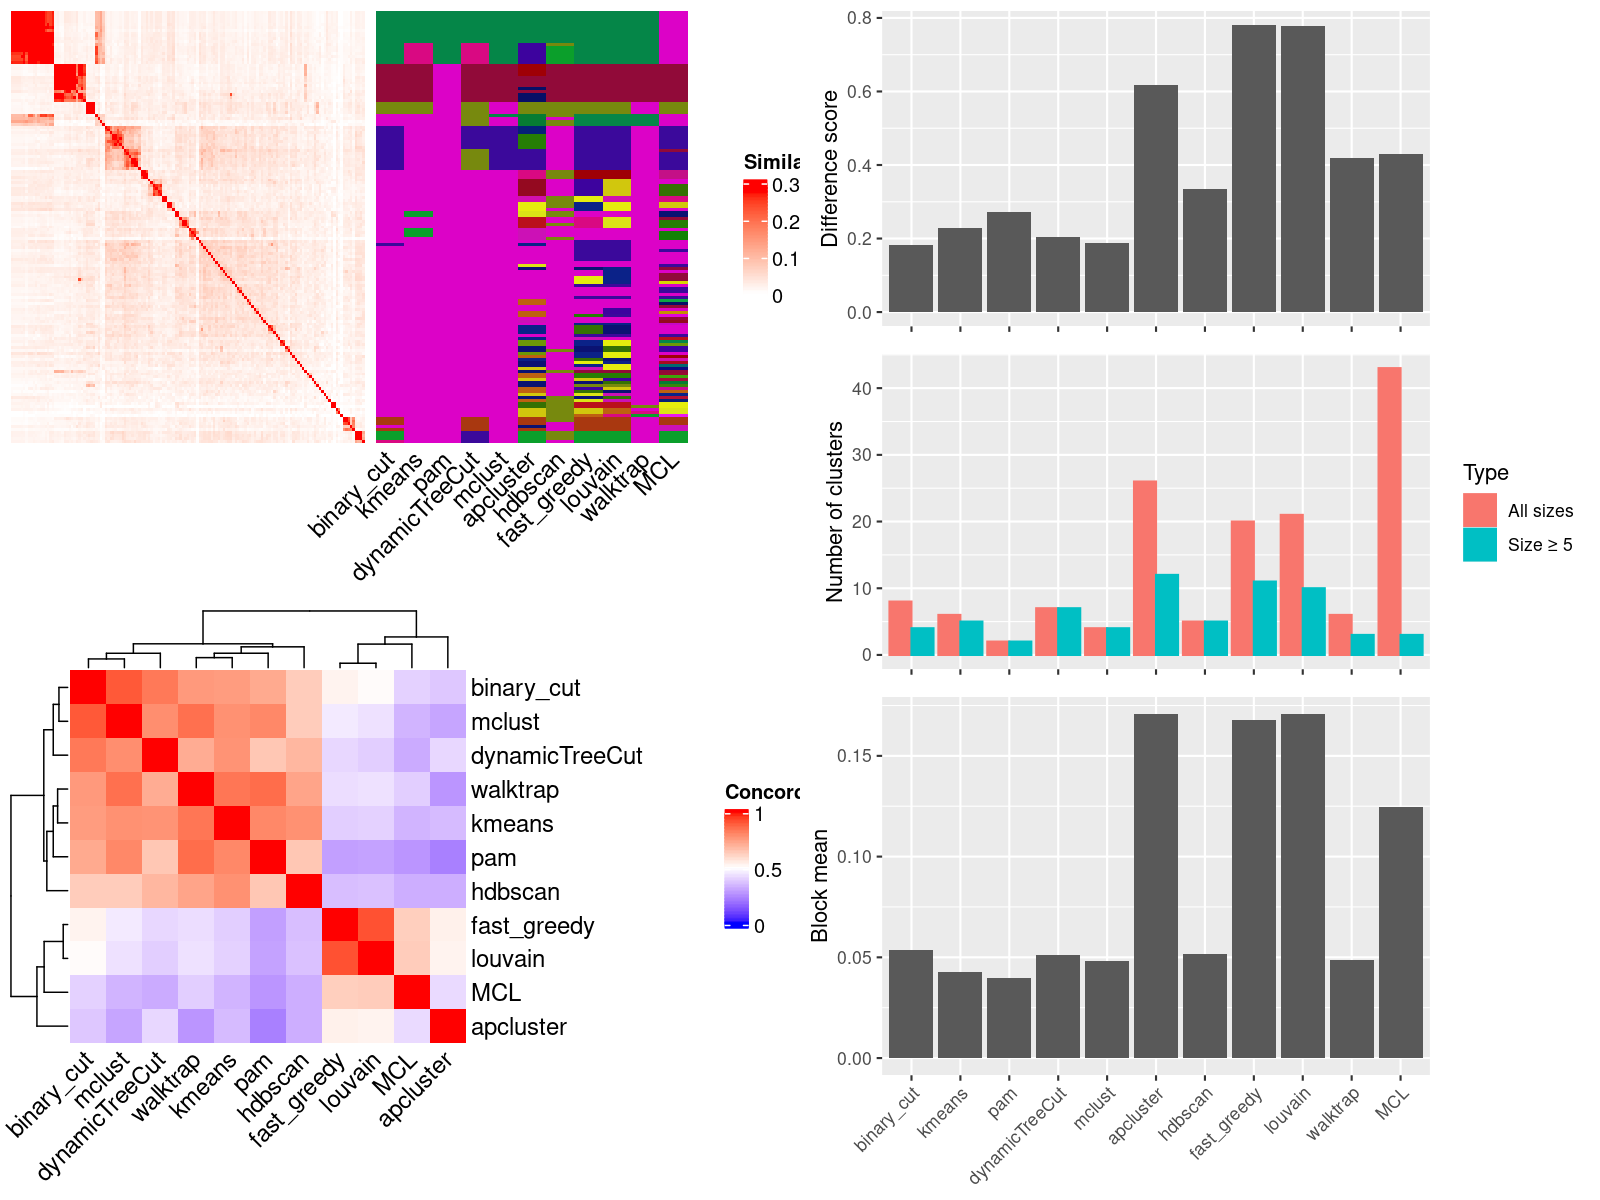 Simila
0.3
0.2
0.1
0
binary_cut
kmeans
pam
dynamicTreeCut
mclust
apcluster
hdbscan
fast_greedy
louvain
walktrap
MCL
Difference score
0.8
0.6
0.4
0.2
0.0
Number of clusters
40
30
20
10
0
Type
All sizes
Size ≥ 5
binary_cut
mclust
dynamicTreeCut
walktrap
kmeans
pam
hdbscan
fast_greedy
louvain
MCL
apcluster
binary_cut
mclust
dynamicTreeCut
walktrap
kmeans
pam
hdbscan
fast_greedy
louvain
MCL
apcluster
Concord
1
0.5
0
Block mean
0.15
0.10
0.05
0.00
binary_cut
kmeans
pam
dynamicTreeCut
mclust
apcluster
hdbscan
fast_greedy
louvain
walktrap
MCL